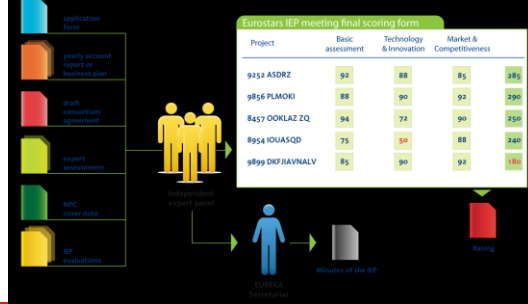 application
form
yearly account
report or
business plan
draft
consortium
agreement
expert
assessments
NPC
cover note
IEP
evaluations
Independent
expert panel
Eurostars IEP meeting final scoring form
Project Basic assessment Technology & Innovation Market & Competitiveness
9252 ASDRZ 92 88 85 285
9856 PLMOKI 88 90 92 290
8457 OOKLAZ ZQ 94 72 90 250
8954 IOUASQD 75 50 88 240
9899 DKFJIAVNALV 85 90 92 180
Rating
Minutes of the IEP
EUREKA
Secretariat